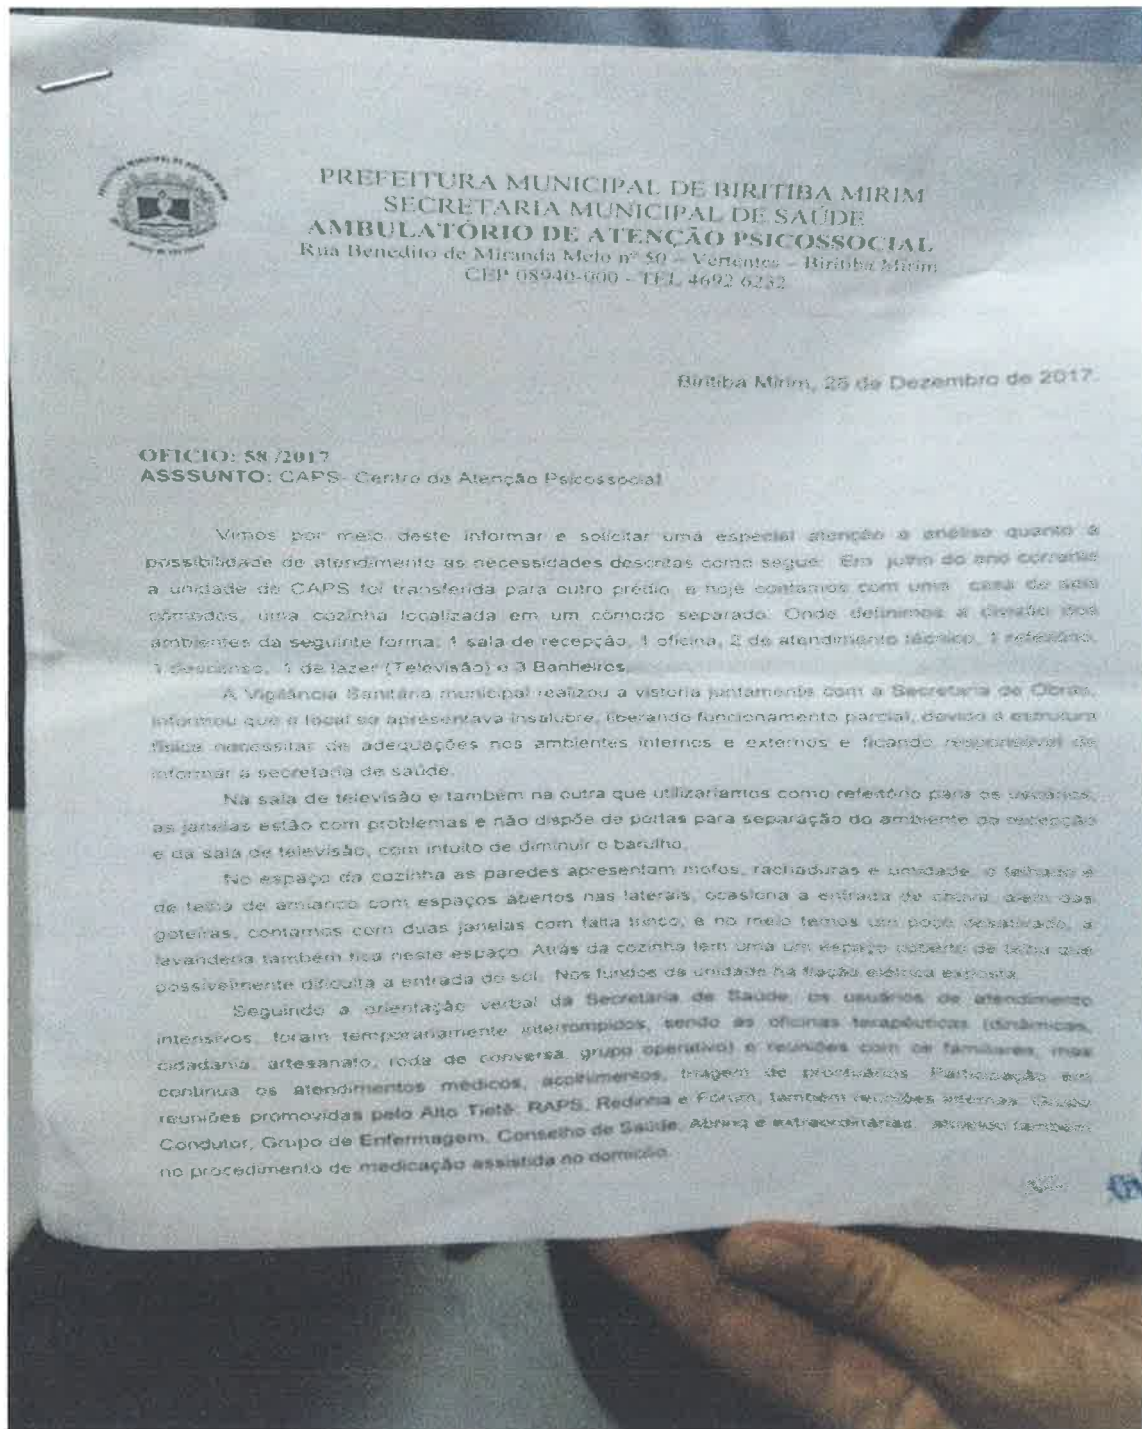 PREFEITURA MUNICIPAL DE BIRITIBA MIRIM
SECRETARIA MUNICIPAL DE SAÚDE
AMBULATÓRIO DE ATENÇÃO PSICOSSOCIAL
Rua Benedito de Miranda Melo nº 50 – Vertentes – Biritiba Mirim
CEP 08940-000 - TEL 4692 6232
Biritiba Mirim, 26 de Dezembro de 2017.
OFICIO: 58 /2017
ASSSUNTO: CAPS- Centro de Atenção Psicossocial
Vimos por meio deste informar e solicitar uma especial atenção e análise quanto à
possibilidade de atendimento as necessidades descritas como segue: Em julho do ano corrente
a unidade de CAPS foi transferida para outro prédio, e hoje contamos com uma casa de seis
cômodos, uma cozinha localizada em um cômodo separado. Onde definimos a divisão dos
ambientes da seguinte forma: 1 sala de recepção, 1 oficina, 2 de atendimento técnico, 1 refeitório,
1 descanso, 1 de lazer (Televisão) e 3 Banheiros.
A Vigilância Sanitária municipal realizou a vistoria juntamente com a Secretaria de Obras,
informou que o local se apresentava insalubre, liberando funcionamento parcial, devido a estrutura
física necessitar de adequações nos ambientes internos e externos e ficando responsável de
informar a secretaria de saúde.
Na sala de televisão e também na outra que utilizaríamos como refeitório para os usuários,
as janelas estão com problemas e não dispõe de portas para separação do ambiente da recepção
e da sala de televisão, com intuito de diminuir o barulho.
No espaço da cozinha as paredes apresentam mofos, rachaduras e umidade, o telhado é
de telha de amianto com espaços abertos nas laterais, ocasiona a entrada de chuva, além das
goteiras, contamos com duas janelas com falta trinco, e no meio temos um poço desativado, a
lavanderia também fica neste espaço. Atrás da cozinha tem uma um espaço coberto de telha que
possivelmente dificulta a entrada do sol. Nos fundos da unidade há fiação elétrica exposta.
Seguindo a orientação verbal da Secretaria de Saúde, os usuários de atendimento
intensivos, foram temporariamente interrompidos, sendo as oficinas terapêuticas (dinâmicas,
cidadania, artesanato, roda de conversa, grupo operativo) e reuniões com os familiares, mas
continua os atendimentos médicos, acolhimentos, triagem de prontuários. Participação em
reuniões promovidas pelo Alto Tietê: RAPS, Redinha e Fórum, também reuniões internas: Grupo
Condutor, Grupo de Enfermagem, Conselho de Saúde, Abrinq e extraordinárias, também
no procedimento de medicação assistida no domicílio.